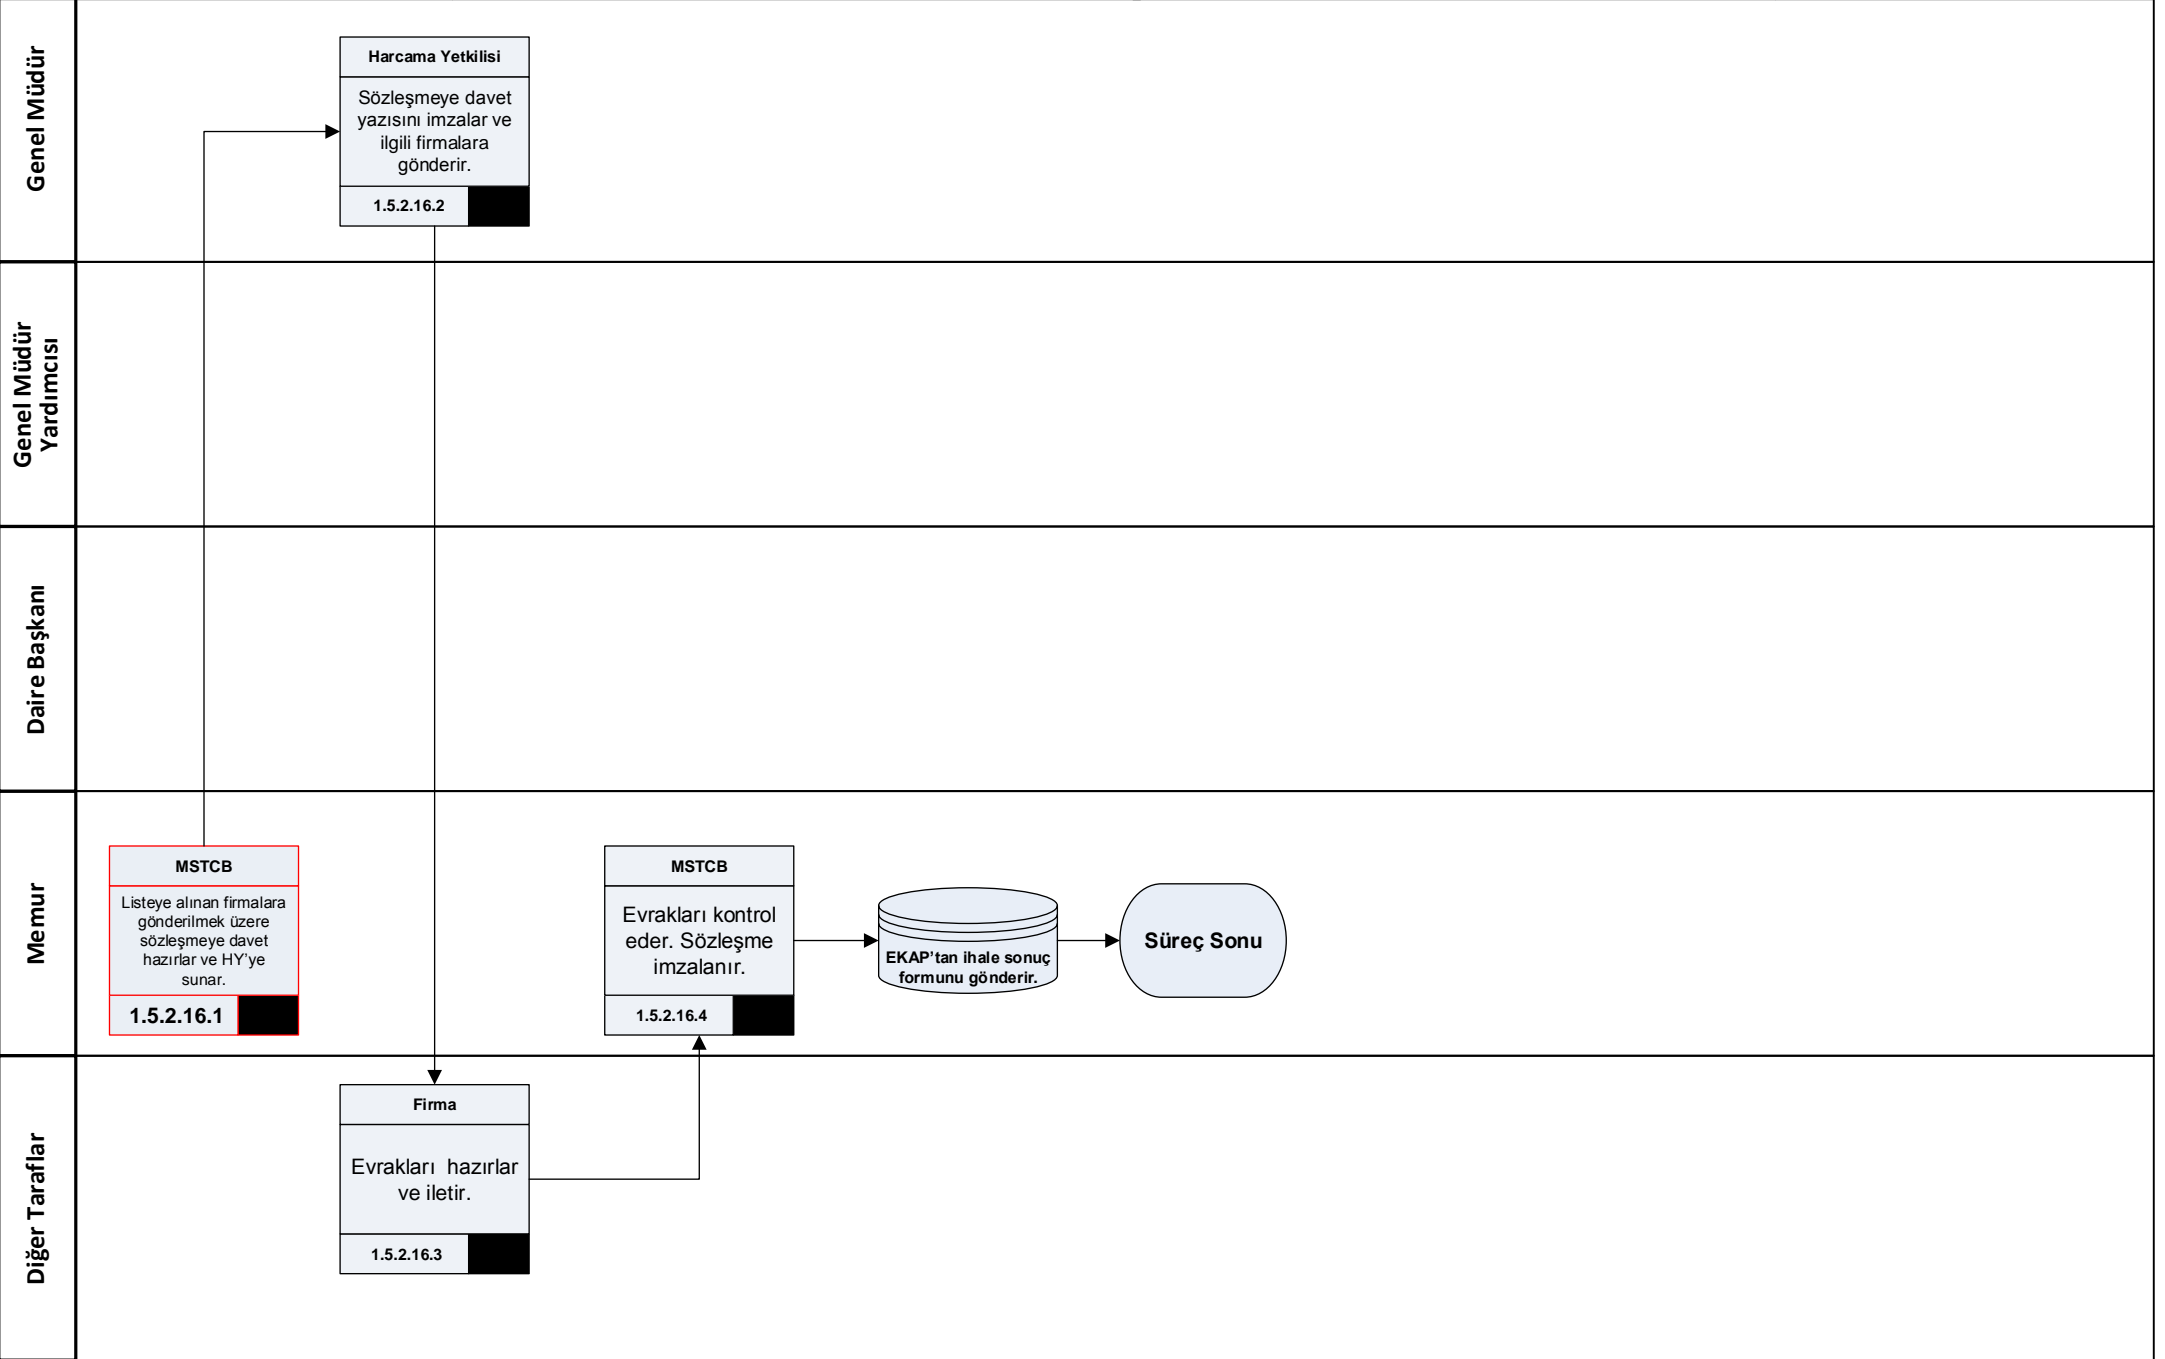 Genel Müdür
Harcama Yetkilisi
Sözleşmeye davet
yazısını imzalar ve
ilgili firmalara
gönderir.
1.5.2.16.2
Genel Müdür
Yardımcısı
Daire Başkanı
Memur
MSTCB
Listeye alınan firmalara
gönderilmek üzere
sözleşmeye davet
hazırlar ve HY’ye
sunar.
1.5.2.16.1
MSTCB
Evrakları kontrol
eder. Sözleşme
imzalanır.
1.5.2.16.4
EKAP’tan ihale sonuç
formunu gönderir.
Süreç Sonu
Diğer Taraflar
Firma
Evrakları  hazırlar
ve iletir.
1.5.2.16.3